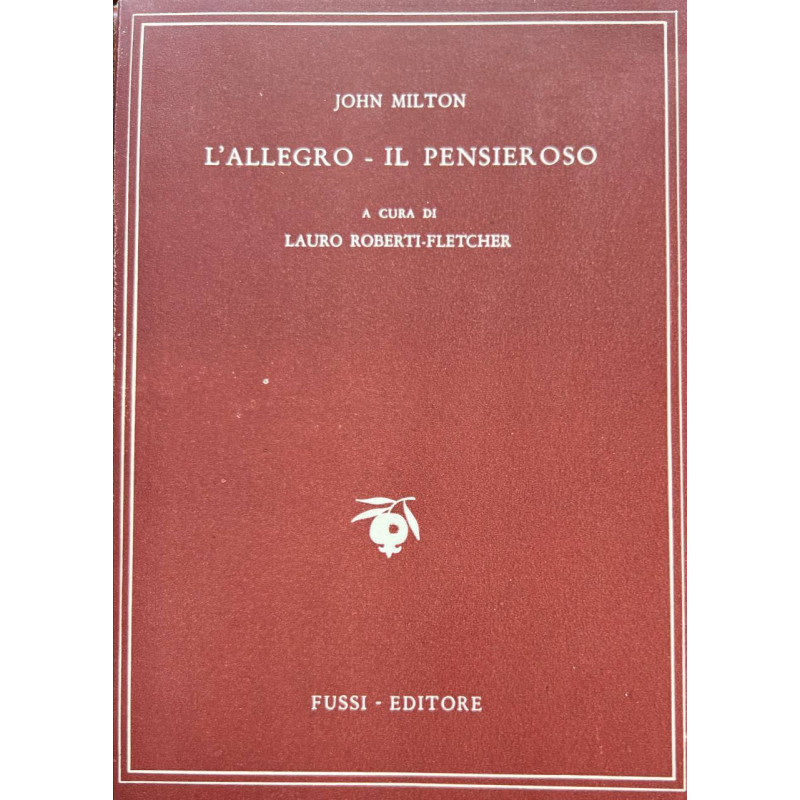 JOHN MILTON
L'ALLEGRO - IL PENSIEROSO
A CURA DI
LAURO ROBERTI-FLETCHER
FUSSI - EDITORE